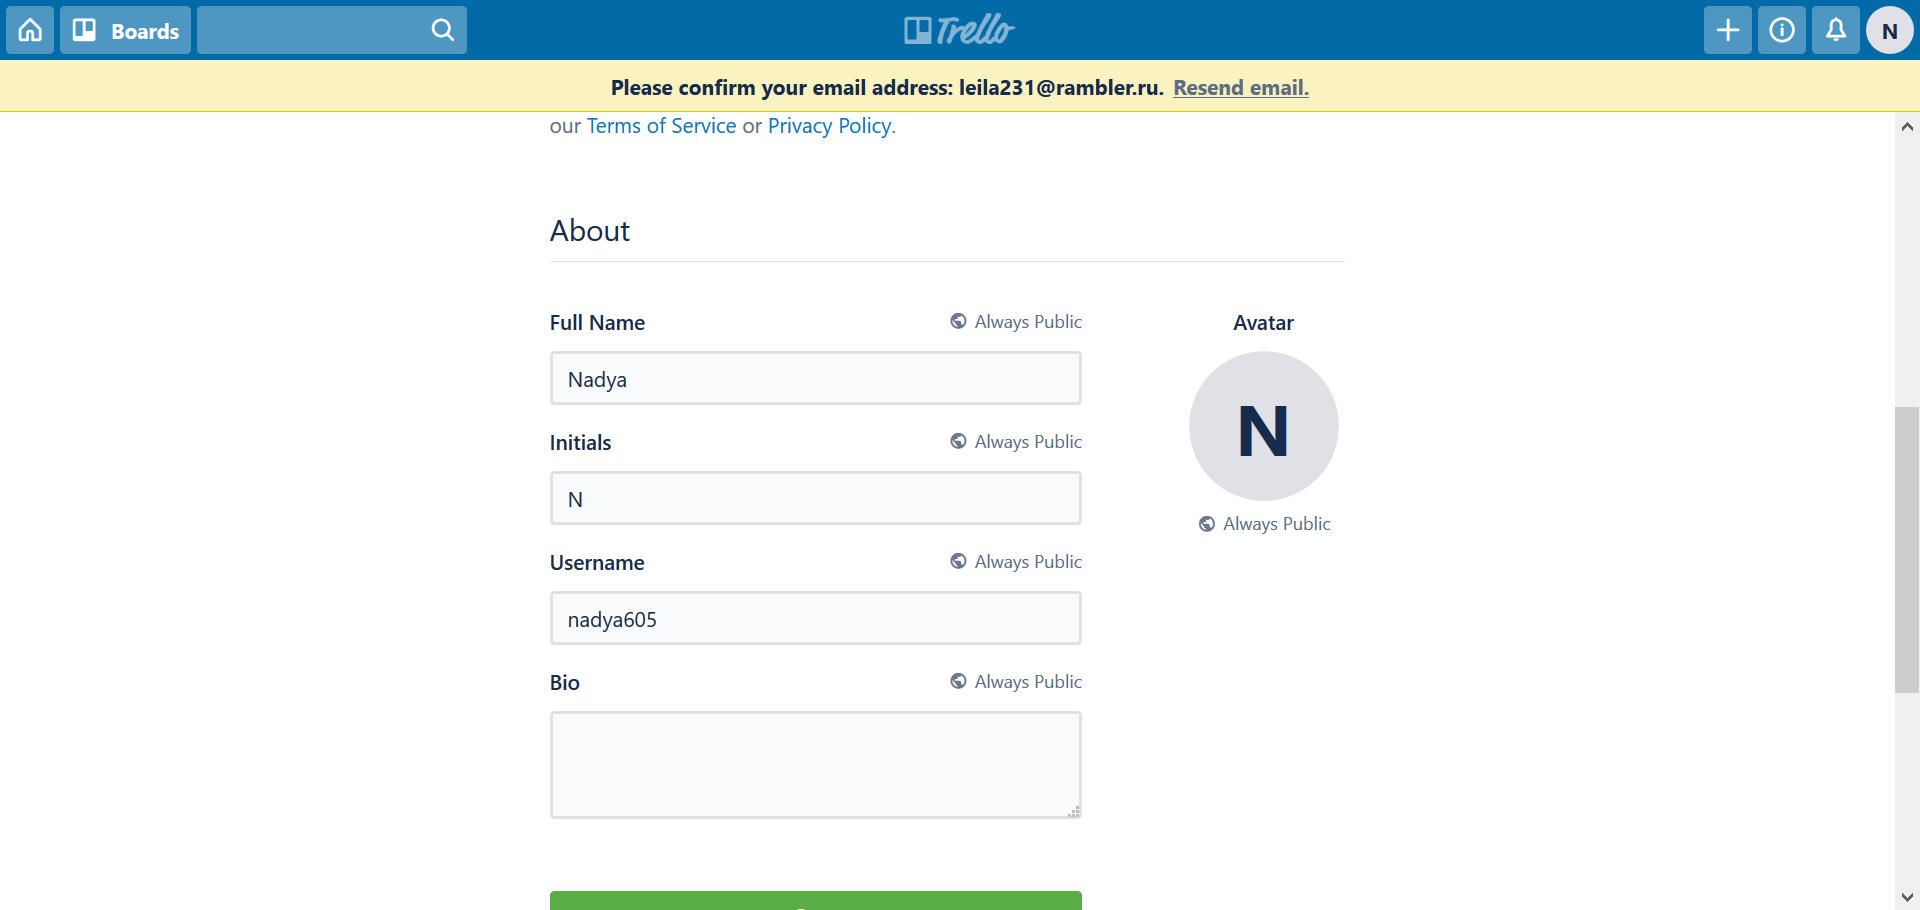 Boards
Trello
N
Please confirm your email address: leila231@rambler.ru. Resend email.
our Terms of Service or Privacy Policy.
About
Full Name
Always Public
Nadya
Initials
Always Public
N
Username
Always Public
nadya605
Bio
Always Public
Avatar
N
Always Public